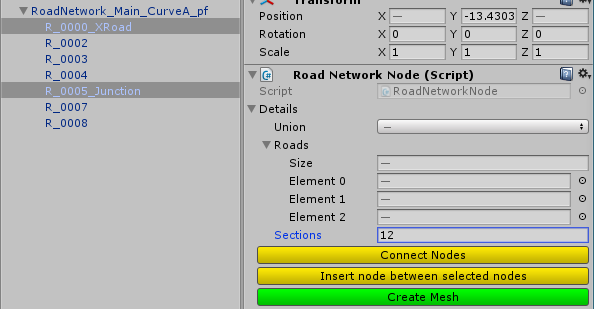 RoadNetwork_Main_CurveA_pf
R_0000_XRoad
R_0002
R_0003
R_0004
R_0005_Junction
R_0007
R_0008
Transform
Position X — Y -13.4303 Z —
Rotation X 0 Y 0 Z 0
Scale X 1 Y 1 Z 1
Road Network Node (Script)
Script RoadNetworkNode
Details
Union —
Roads
Size —
Element 0 —
Element 1 —
Element 2 —
Sections 12
Connect Nodes
Insert node between selected nodes
Create Mesh